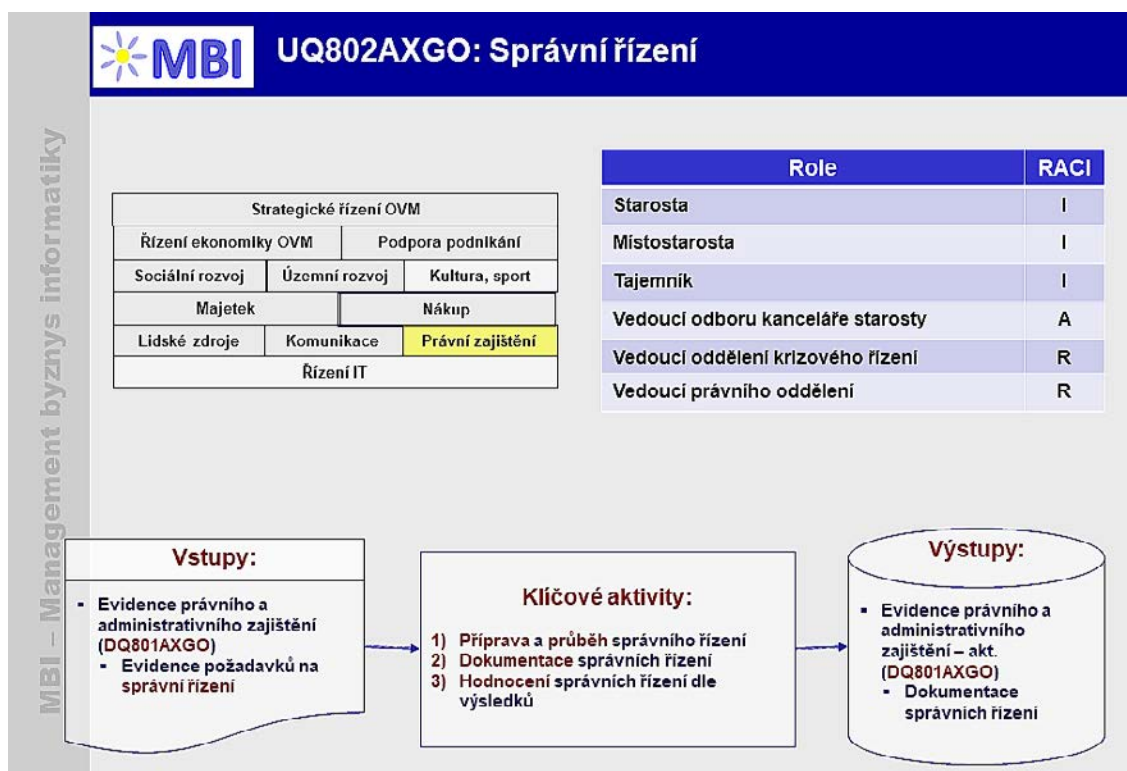 MBI
UQ802AXGO: Správní řízení
MBI – Management byznys informatiky
Strategické řízení OVM
Řízení ekonomiky OVM
Podpora podnikání
Sociální rozvoj
Územní rozvoj
Kultura, sport
Majetek
Nákup
Lidské zdroje
Komunikace
Právní zajištění
Řízení IT
Role RACI
Starosta I
Místostarosta I
Tajemník I
Vedoucí odboru kanceláře starosty A
Vedoucí oddělení krizového řízení R
Vedoucí právního oddělení R
Vstupy:
▪ Evidence právního a
administrativního zajištění
(DQ801AXGO)
▪ Evidence požadavků na
správní řízení
Klíčové aktivity:
1) Příprava a průběh správního řízení
2) Dokumentace správních řízení
3) Hodnocení správních řízení dle
výsledků
Výstupy:
▪ Evidence právního a
administrativního
zajištění – akt.
(DQ801AXGO)
▪ Dokumentace
správních řízení